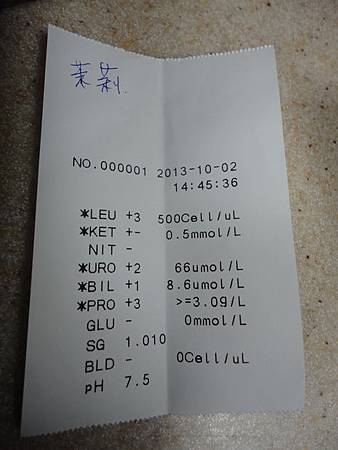 茉莉.
NO.000001 2013-10-02
14:45:36
*LEU +3 500Cell/uL
*KET +- 0.5mmol/L
NIT -
*URO +2 66umol/L
*BIL +1 8.6umol/L
*PRO +3 >=3.0g/L
GLU - 0mmol/L
SG 1.010
BLD - 0Cell/uL
pH 7.5